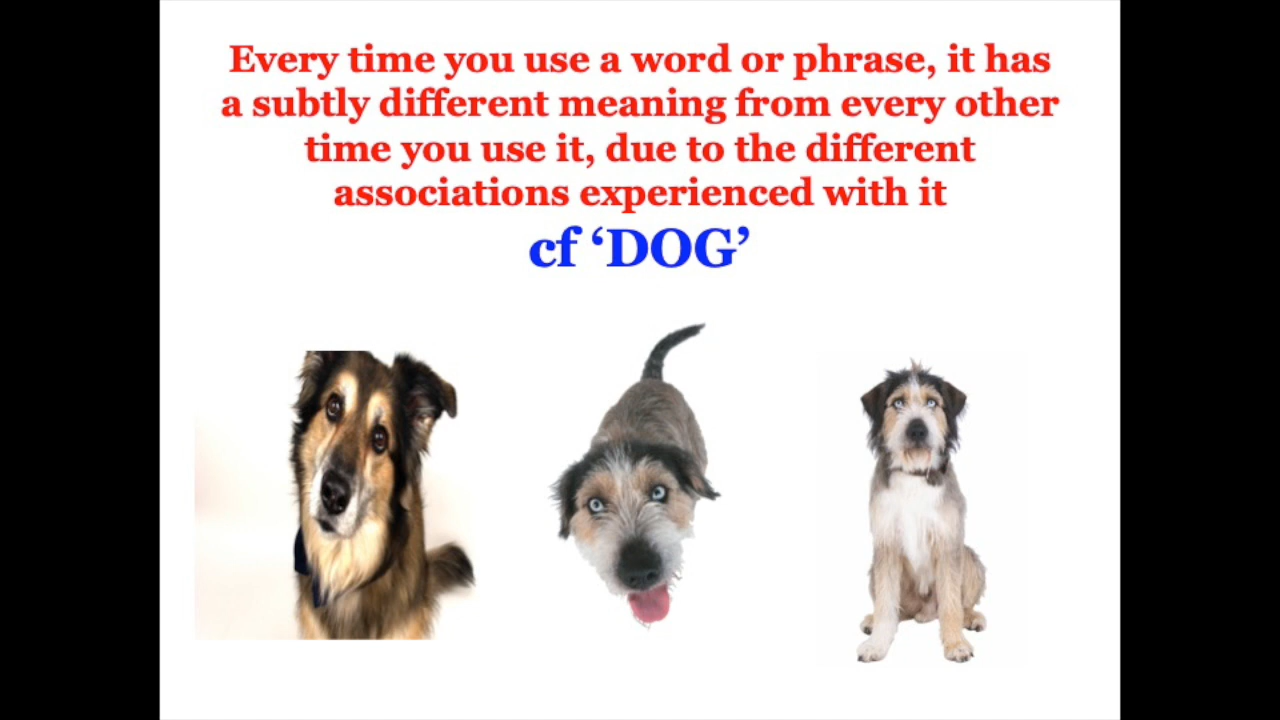 Every time you use a word or phrase, it has
a subtly different meaning from every other
time you use it, due to the different
associations experienced with it
cf ‘DOG’